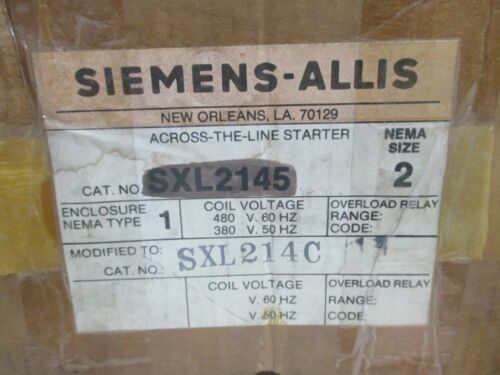 SIEMENS-ALLIS
NEW ORLEANS, LA. 70129
ACROSS-THE-LINE STARTER
NEMA SIZE
CAT. NO. SXL2145
2
ENCLOSURE NEMA TYPE 1
COIL VOLTAGE
480 V. 60 HZ
380 V. 50 HZ
OVERLOAD RELAY
RANGE:
CODE:
MODIFIED TO:
CAT. NO.: SXL214C
COIL VOLTAGE
V. 60 HZ
V. 50 HZ
OVERLOAD RELAY
RANGE:
CODE: